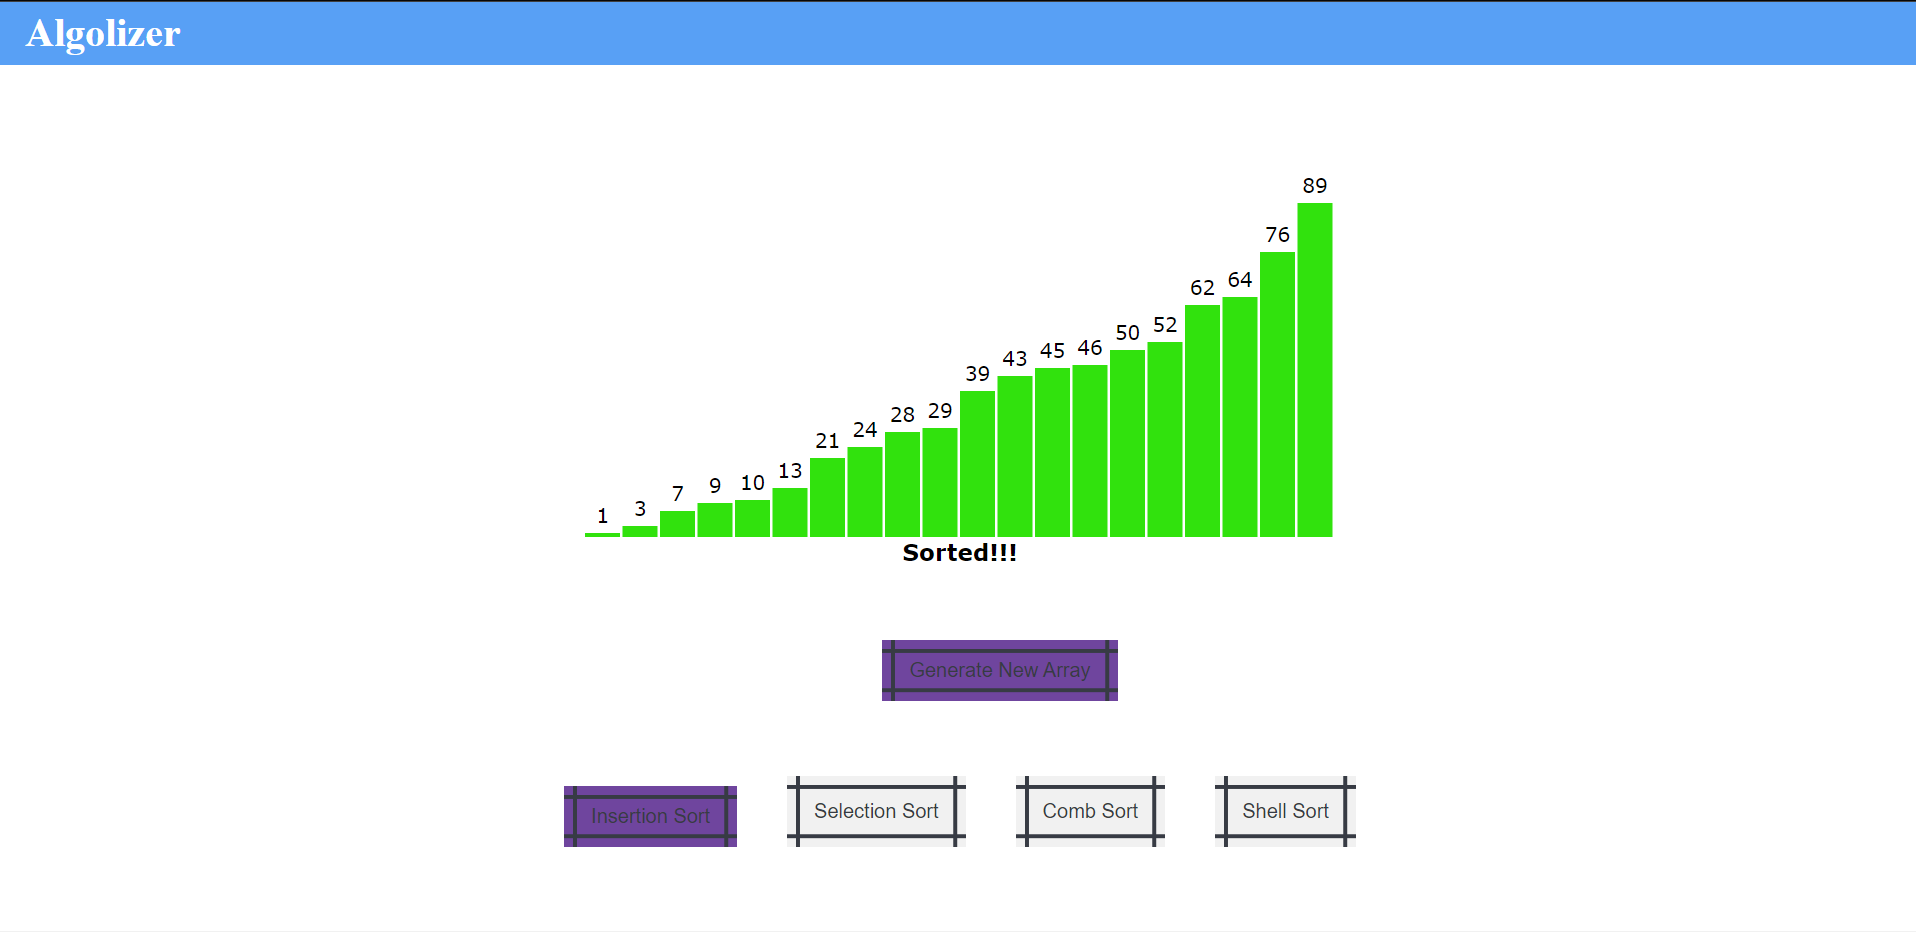 Algolizer
89
76
62 64
50 52
43 45 46
39
28 29
21 24
13
9 10
7
1 3
Sorted!!!
Generate New Array
Insertion Sort Selection Sort Comb Sort Shell Sort